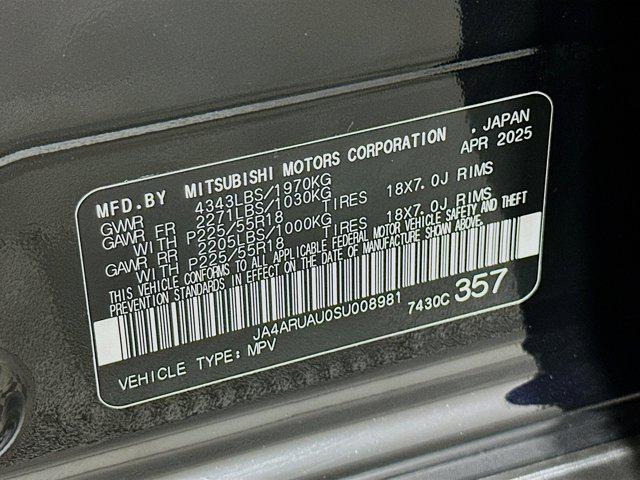 MFD.BY MITSUBISHI MOTORS CORPORATION . JAPAN
GVWR 4343LBS/1970KG APR 2025
GAWR FR 2271LBS/1030KG
WITH P225/55R18 TIRES 18X7.0J RIMS
GAWR RR 2205LBS/1000KG
WITH P225/55R18 TIRES 18X7.0J RIMS
THIS VEHICLE CONFORMS TO ALL APPLICABLE FEDERAL MOTOR VEHICLE SAFETY AND THEFT
PREVENTION STANDARDS IN EFFECT ON THE DATE OF MANUFACTURE SHOWN ABOVE.
JA4ARUAU0SU008981 7430C 357
VEHICLE TYPE: MPV